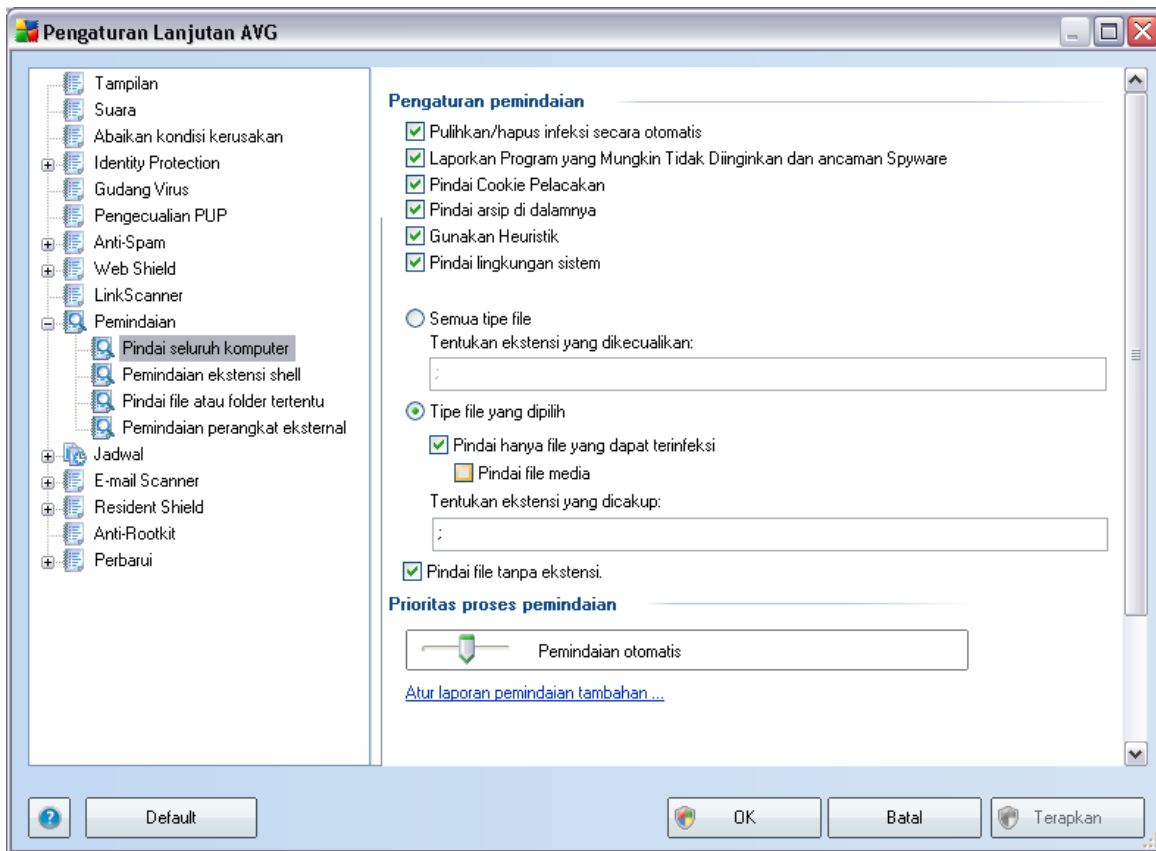 Pengaturan Lanjutan AVG
Tampilan
Suara
Abaikan kondisi kerusakan
Identity Protection
Gudang Virus
Pengecualian PUP
Anti-Spam
Web Shield
LinkScanner
Pemindaian
Pindai seluruh komputer
Pemindaian ekstensi shell
Pindai file atau folder tertentu
Pemindaian perangkat eksternal
Jadwal
E-mail Scanner
Resident Shield
Anti-Rootkit
Perbarui
Pengaturan pemindaian
Pulihkan/hapus infeksi secara otomatis
Laporkan Program yang Mungkin Tidak Diinginkan dan ancaman Spyware
Pindai Cookie Pelacakan
Pindai arsip di dalamnya
Gunakan Heuristik
Pindai lingkungan sistem
Semua tipe file
Tentukan ekstensi yang dikecualikan:
;
Tipe file yang dipilih
Pindai hanya file yang dapat terinfeksi
Pindai file media
Tentukan ekstensi yang dicakup:
;
Pindai file tanpa ekstensi.
Prioritas proses pemindaian
Pemindaian otomatis
Atur laporan pemindaian tambahan ...
Default
OK
Batal
Terapkan